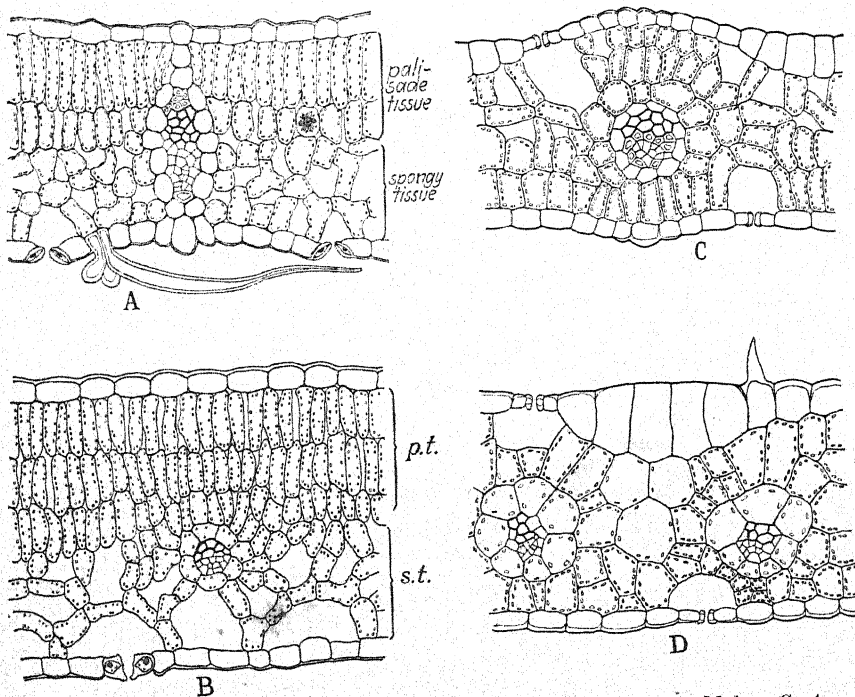 pali-
sade
tissue
spongy
tissue
A
C
p.t.
s.t.
B
D